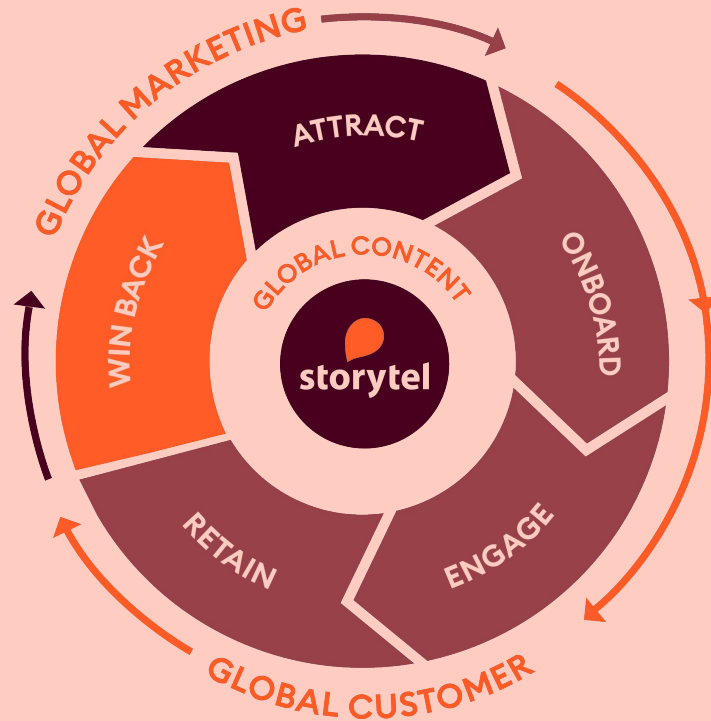 GLOBAL MARKETING
ATTRACT
ONBOARD
ENGAGE
RETAIN
WIN BACK
GLOBAL CONTENT
storytel
GLOBAL CUSTOMER